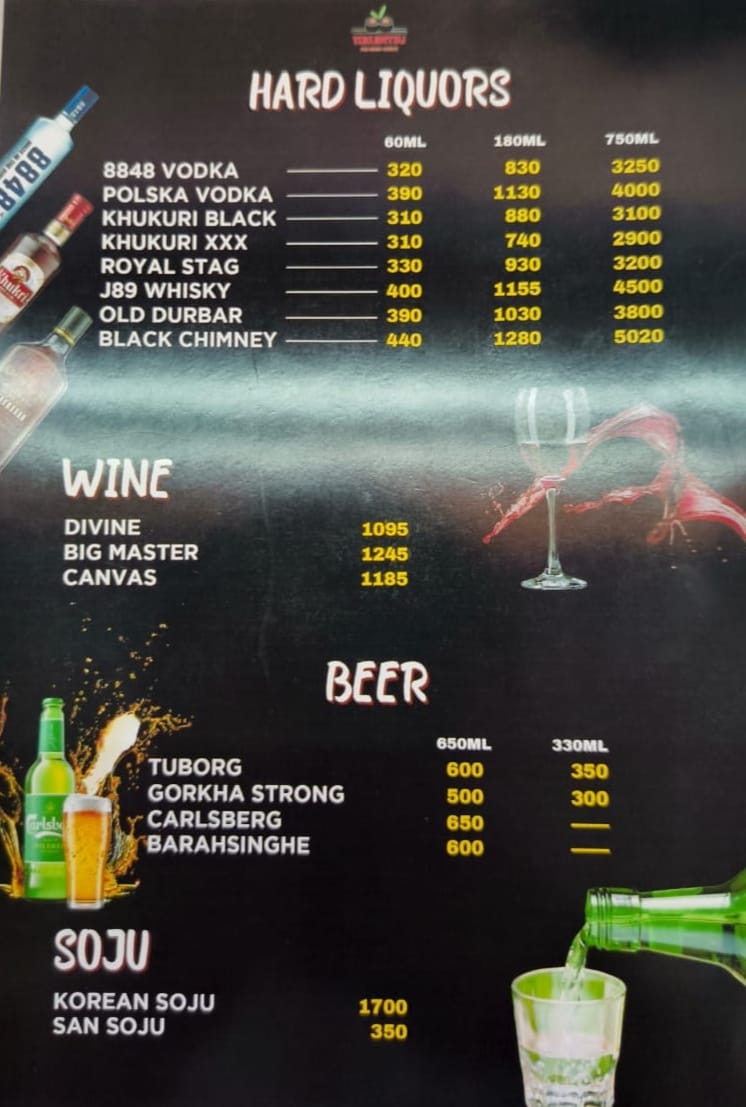 HARD LIQUORS
60ML 180ML 750ML
8848 VODKA 320 830 3250
POLSKA VODKA 390 1130 4000
KHUKURI BLACK 310 880 3100
KHUKURI XXX 310 740 2900
ROYAL STAG 330 930 3200
J89 WHISKY 400 1155 4500
OLD DURBAR 390 1030 3800
BLACK CHIMNEY 440 1280 5020
8848
Khukri
WINE
DIVINE 1095
BIG MASTER 1245
CANVAS 1185
BEER
650ML 330ML
TUBORG 600 350
GORKHA STRONG 500 300
CARLSBERG 650 —
BARAHSINGHE 600 —
Carlsb
SOJU
KOREAN SOJU 1700
SAN SOJU 350